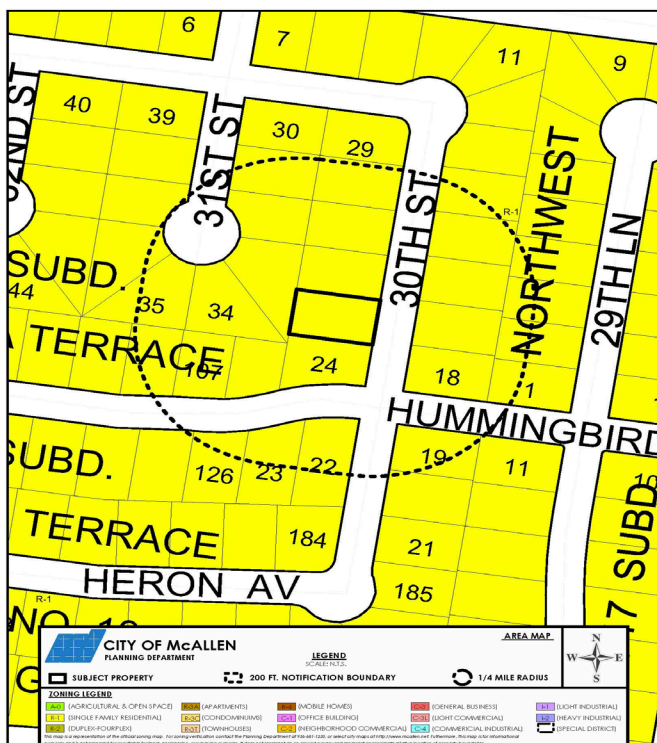 6
7
11
9
40
39
30
29
32ND ST
31ST ST
30TH ST
NORTHWEST
29TH LN
R-1
SUBD.
44
35
34
TERRACE
107
24
18
1
HUMMINGBIRD
SUBD.
126
23
22
19
11
10
TERRACE
184
21
185
SUBD
HERON AV
R-1
NO
CITY OF McALLEN
PLANNING DEPARTMENT
LEGEND
SCALE: N.T.S.
AREA MAP
N
W E
S
SUBJECT PROPERTY
200 FT. NOTIFICATION BOUNDARY
1/4 MILE RADIUS
ZONING LEGEND
A-O (AGRICULTURAL & OPEN SPACE) R-3A (APARTMENTS) R-4 (MOBILE HOMES) C-3 (GENERAL BUSINESS) I-1 (LIGHT INDUSTRIAL)
R-1 (SINGLE FAMILY RESIDENTIAL) R-3C (CONDOMINIUMS) C-1 (OFFICE BUILDING) C-3L (LIGHT COMMERCIAL) I-2 (HEAVY INDUSTRIAL)
R-2 (DUPLEX-FOURPLEX) R-3T (TOWNHOUSES) C-2 (NEIGHBORHOOD COMMERCIAL) C-4 (COMMERCIAL INDUSTRIAL) (SPECIAL DISTRICT)